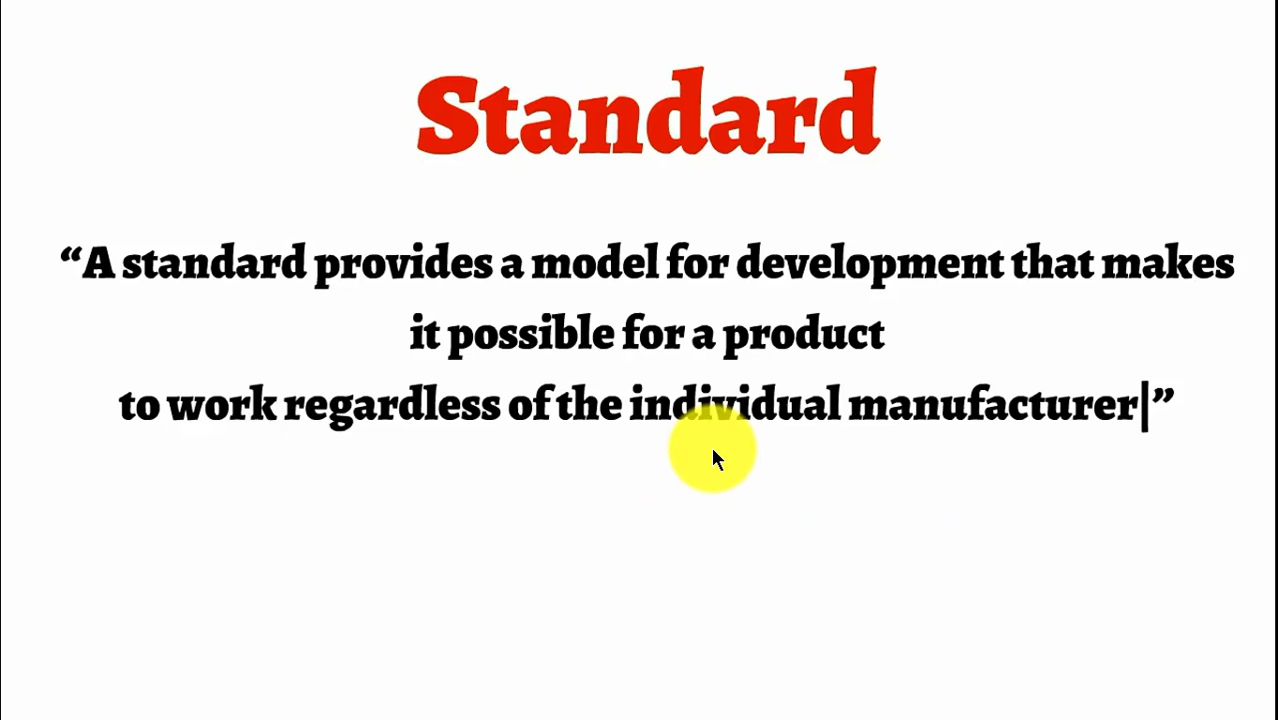 Standard
“A standard provides a model for development that makes
it possible for a product
to work regardless of the individual manufacturer|”